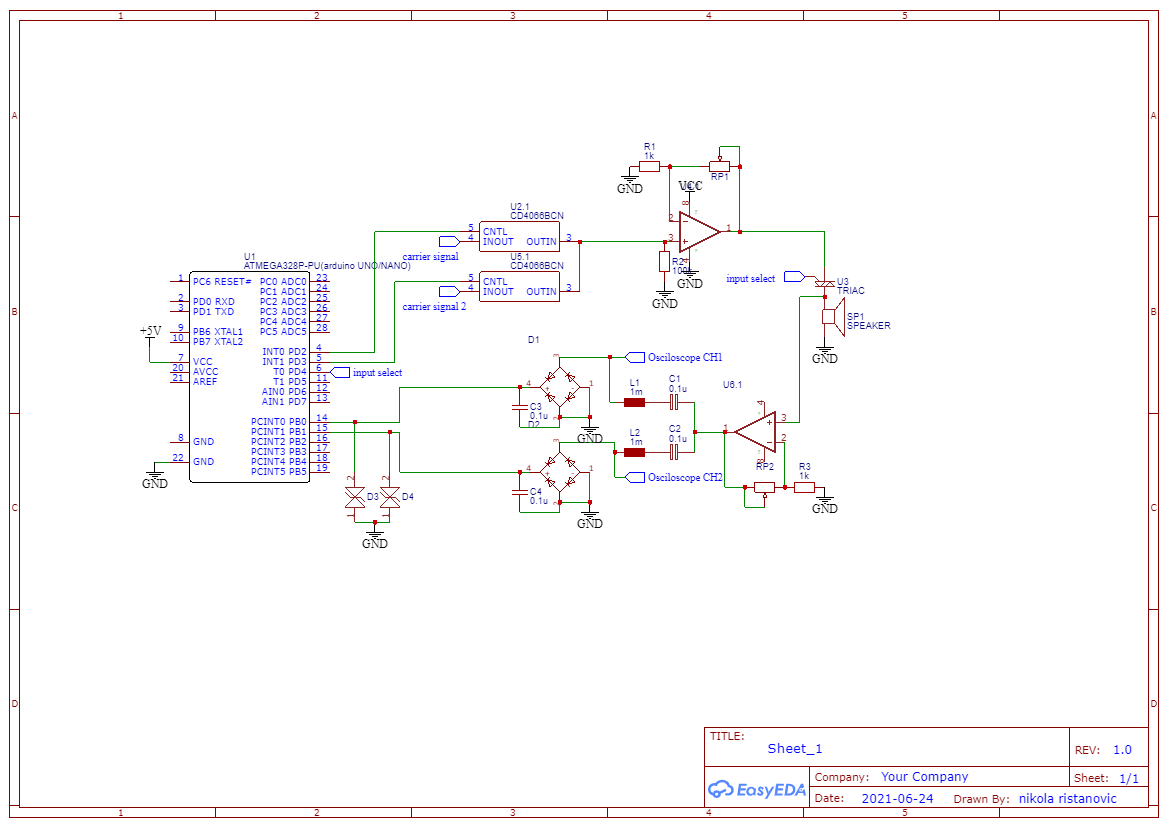 1 2 3 4 5
A A
B B
C C
D D
1 2 3 4 5
R1
1k
GND
RP1
VCC
8
2
3
1
4
R2
100k
GND
GND
U2.1
CD4066BCN
5 CNTL
4 INOUT OUTIN 3
carrier signal
U5.1
CD4066BCN
5 CNTL
4 INOUT OUTIN 3
carrier signal 2
input select
U3
TRIAC
SP1
SPEAKER
GND
U1
ATMEGA328P-PU(arduino UNO/NANO)
1 PC6 RESET#
2 PD0 RXD
3 PD1 TXD
9 PB6 XTAL1
10 PB7 XTAL2
+5V
7 VCC
20 AVCC
21 AREF
8 GND
22 GND
GND
PC0 ADC0 23
PC1 ADC1 24
PC2 ADC2 25
PC3 ADC3 26
PC4 ADC4 27
PC5 ADC5 28
INT0 PD2 4
INT1 PD3 5
T0 PD4 6
input select
T1 PD5 11
AIN0 PD6 12
AIN1 PD7 13
PCINT0 PB0 14
PCINT1 PB1 15
PCINT2 PB2 16
PCINT3 PB3 17
PCINT4 PB4 18
PCINT5 PB5 19
2 2
D3 D4
1 1
GND
D1
3
4 1
2
C3
0.1u
GND
D2
3
4 1
2
C4
0.1u
GND
Osciloscope CH1
L1
1m
C1
0.1u
L2
1m
C2
0.1u
Osciloscope CH2
U6.1
4
3
2
1
8
RP2
R3
1k
GND
TITLE:
Sheet_1
REV: 1.0
EasyEDA
Company: Your Company
Sheet: 1/1
Date: 2021-06-24 Drawn By: nikola ristanovic